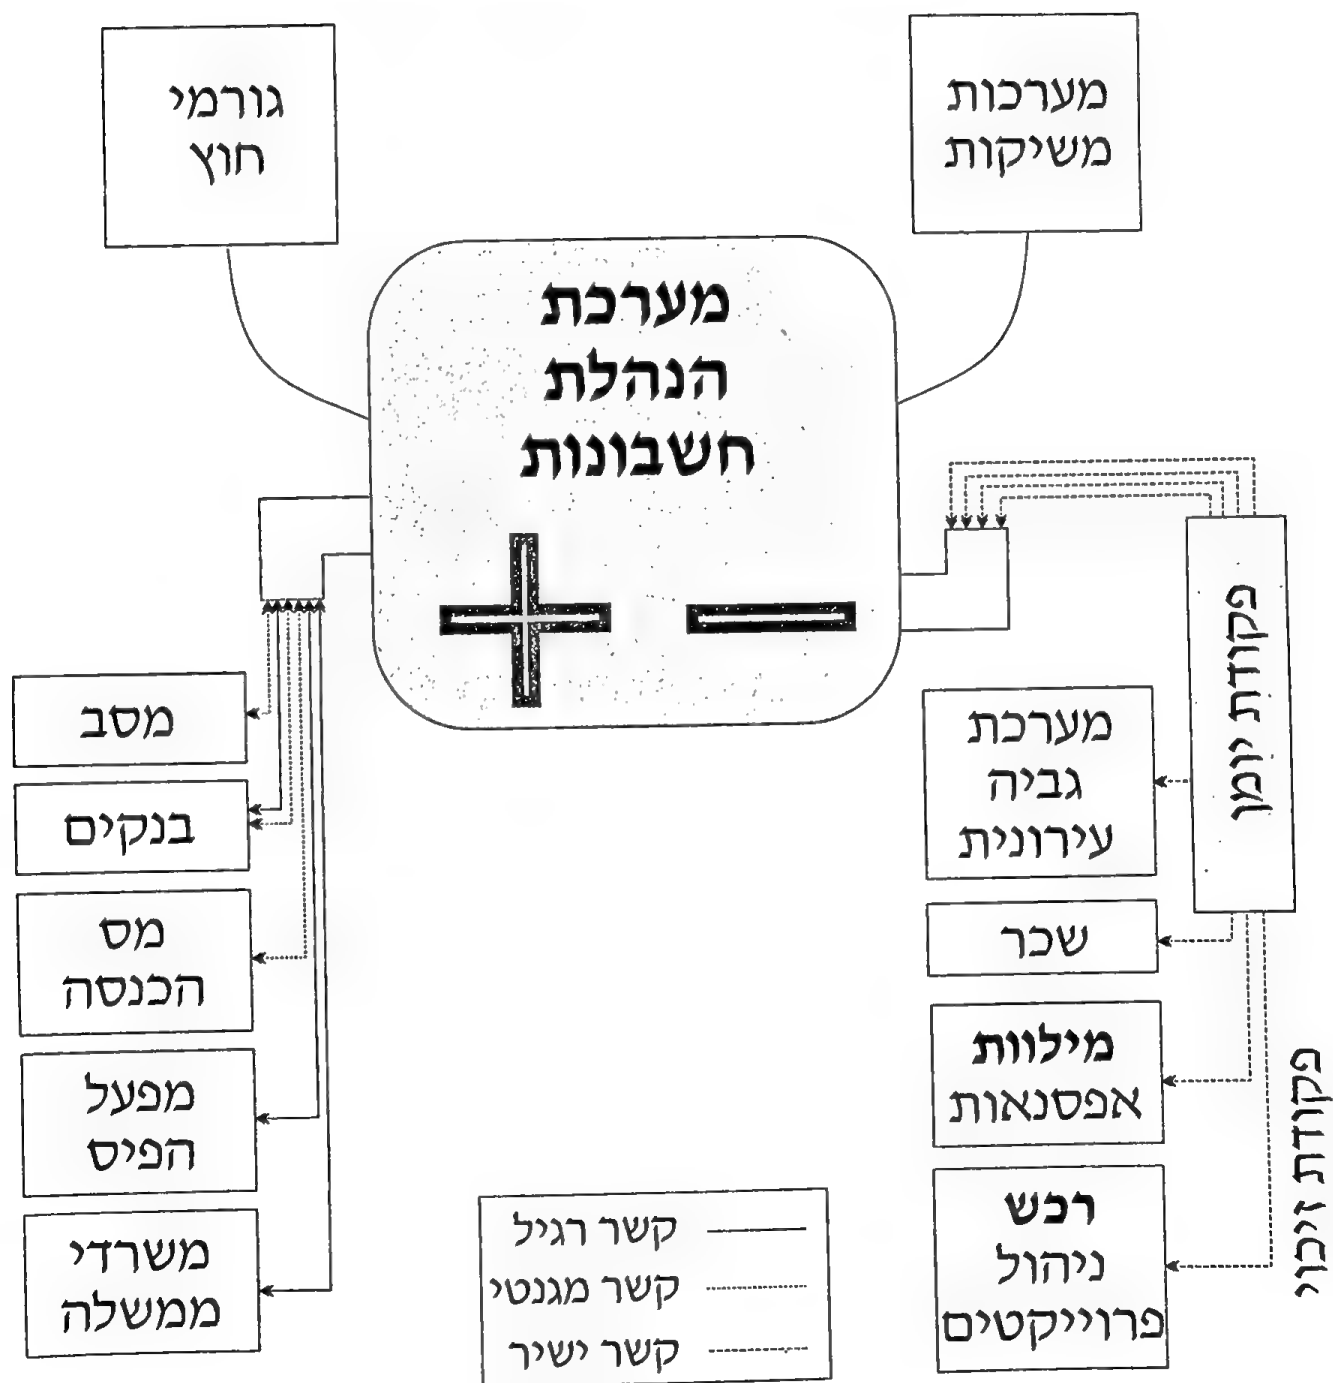 מערכות
משיקות
גורמי
חוץ
מערכת
הנהלת
חשבונות
פקודת יומן
מערכת
גביה
עירונית
שכר
מילוות
אפסנאות
רכש
ניהול
פרוייקטים
פקודת זיכוי
מסב
בנקים
מס
הכנסה
מפעל
הפיס
משרדי
ממשלה
קשר רגיל
קשר מגנטי
קשר ישיר